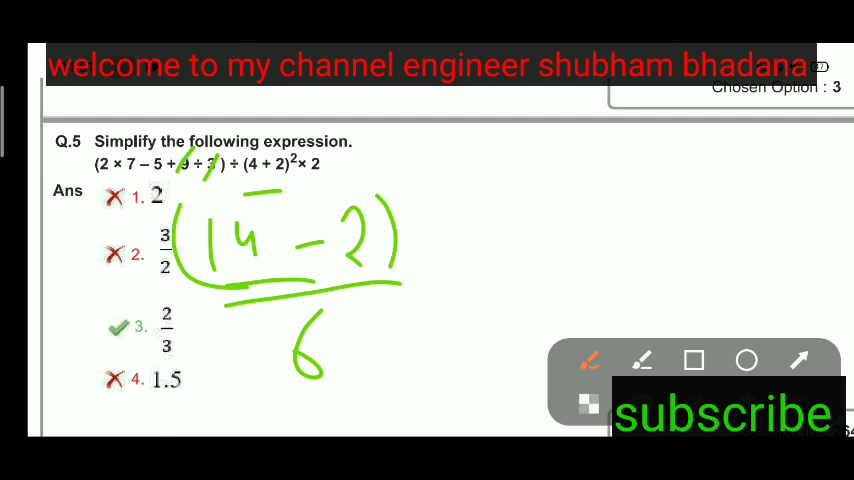 welcome to my channel engineer shubham bhadana
Chosen Option : 3
Q.5 Simplify the following expression.
(2 × 7 – 5 + 9 ÷ 3 ) ÷ (4 + 2)²× 2
Ans 1. 2
2. 3/2
3. 2/3
4. 1.5
(14 – 2)
6
subscribe